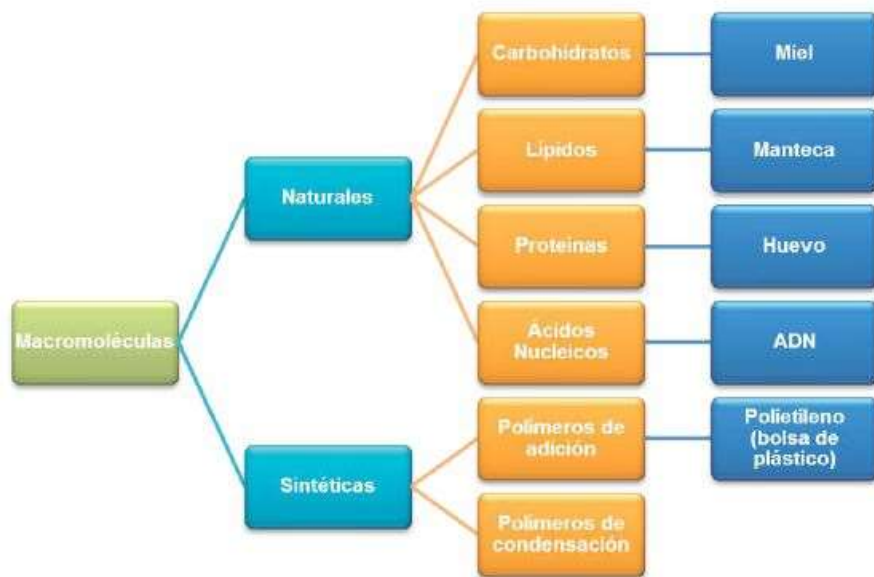 Carbohidratos
Miel
Lípidos
Manteca
Naturales
Proteínas
Huevo
Macromoléculas
Ácidos
Nucleicos
ADN
Polímeros de
adición
Polietileno
(bolsa de
plástico)
Sintéticas
Polímeros de
condensación